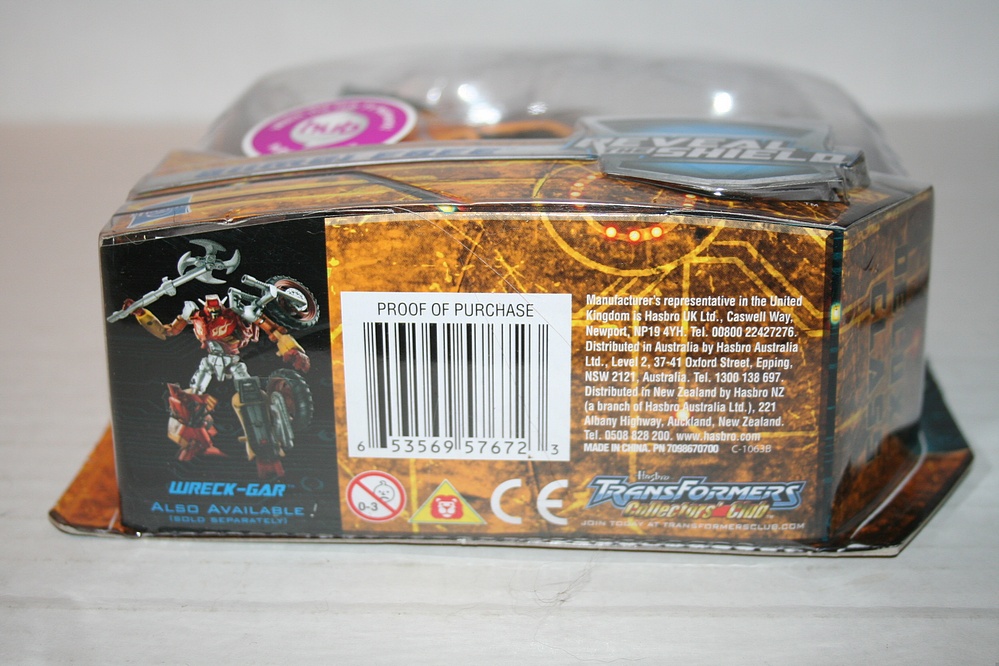 hub
REVEAL
THE SHIELD
WRECK-GAR
ALSO AVAILABLE
(SOLD SEPARATELY)
PROOF OF PURCHASE
6 53569 57672 3
Manufacturer's representative in the United
Kingdom is Hasbro UK Ltd., Caswell Way,
Newport, NP19 4YH. Tel. 00800 22427276.
Distributed in Australia by Hasbro Australia
Ltd., Level 2, 37-41 Oxford Street, Epping,
NSW 2121, Australia. Tel. 1300 138 697.
Distributed in New Zealand by Hasbro NZ
(a branch of Hasbro Australia Ltd.), 221
Albany Highway, Auckland, New Zealand.
Tel. 0508 828 200. www.hasbro.com
MADE IN CHINA. PN 7098670700 C-1063B
0-3
CE
Hasbro
TRANSFORMERS
Collectors' Club
JOIN TODAY AT TRANSFORMERSCLUB.COM